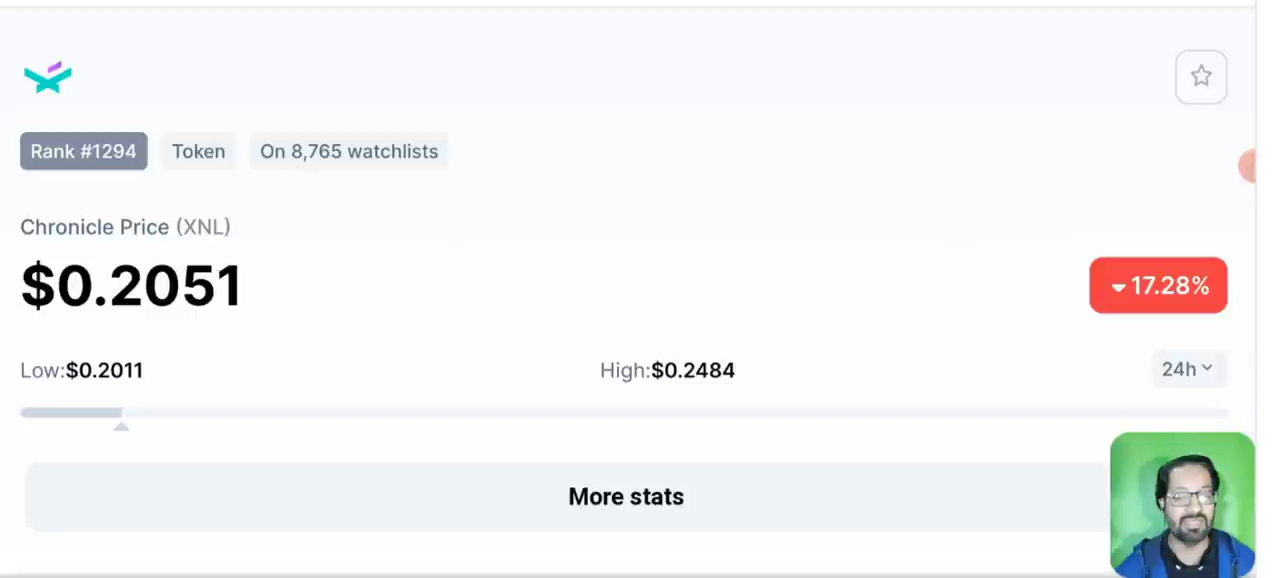 Rank #1294 Token On 8,765 watchlists
Chronicle Price (XNL)
$0.2051 17.28%
Low:$0.2011 High:$0.2484 24h
More stats